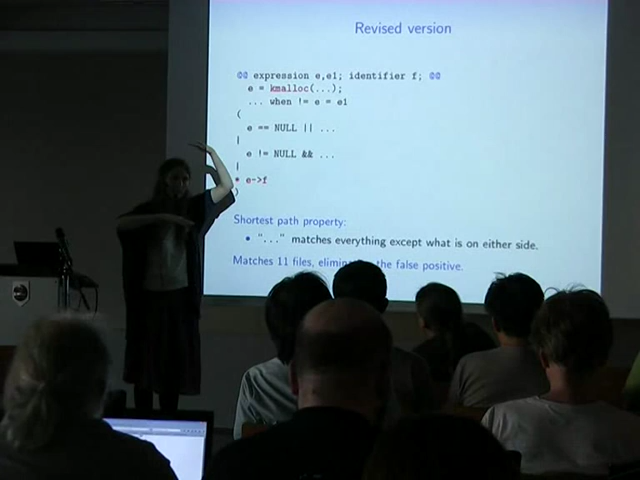 Revised version
@@ expression e,e1; identifier f; @@
e = kmalloc(...);
... when != e = e1
(
e == NULL || ...
|
e != NULL && ...
|
* e->f
)
Shortest path property:
• "..." matches everything except what is on either side.
Matches 11 files, the false positive.